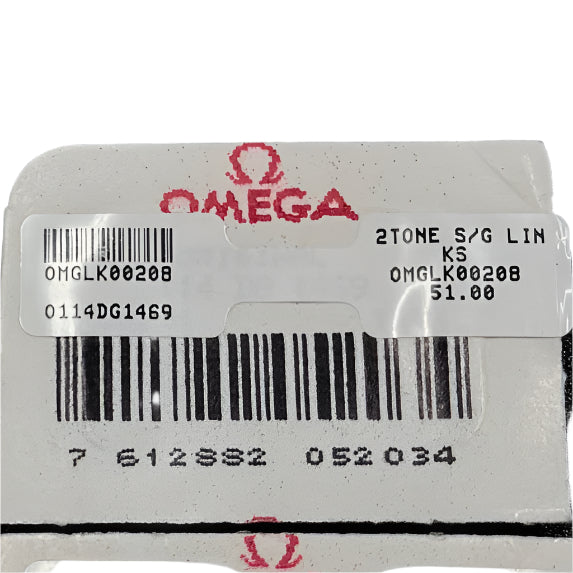 OMEGA
OMGLK00208
0114DG1469
2TONE S/G LIN
KS
OMGLK00208
51.00
7 612882 052034